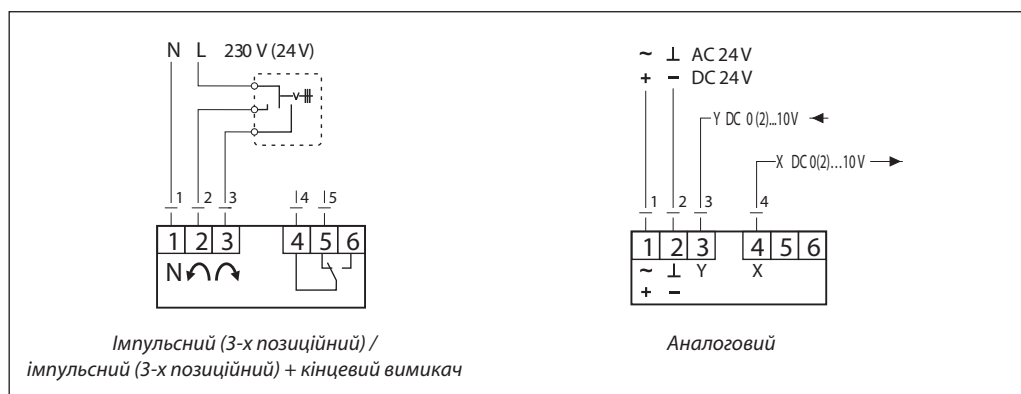 N L 230 V (24 V)
1 2 3 4 5
1 2 3 4 5 6
N
Імпульсний (3-х позиційний) /
імпульсний (3-х позиційний) + кінцевий вимикач
~ ⊥ AC 24 V
+ − DC 24 V
Y DC 0 (2)...10V
X DC 0(2)...10V
1 2 3 4
1 2 3 4 5 6
~ ⊥ Y X
+ −
Аналоговий